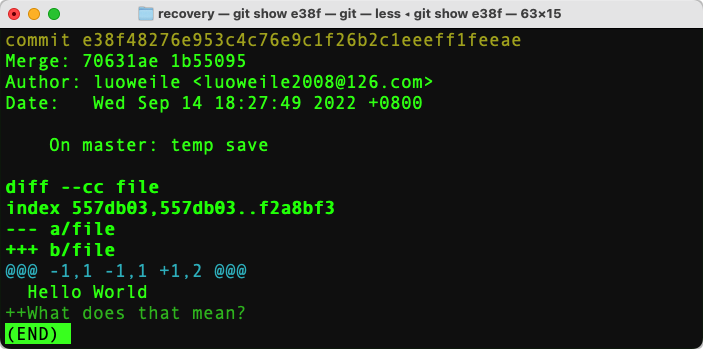 recovery — git show e38f — git — less ◂ git show e38f — 63×15
commit e38f48276e953c4c76e9c1f26b2c1eeeff1feeae
Merge: 70631ae 1b55095
Author: luoweile <luoweile2008@126.com>
Date:   Wed Sep 14 18:27:49 2022 +0800
    On master: temp save
diff --cc file
index 557db03,557db03..f2a8bf3
--- a/file
+++ b/file
@@@ -1,1 -1,1 +1,2 @@@
  Hello World
++What does that mean?
(END)